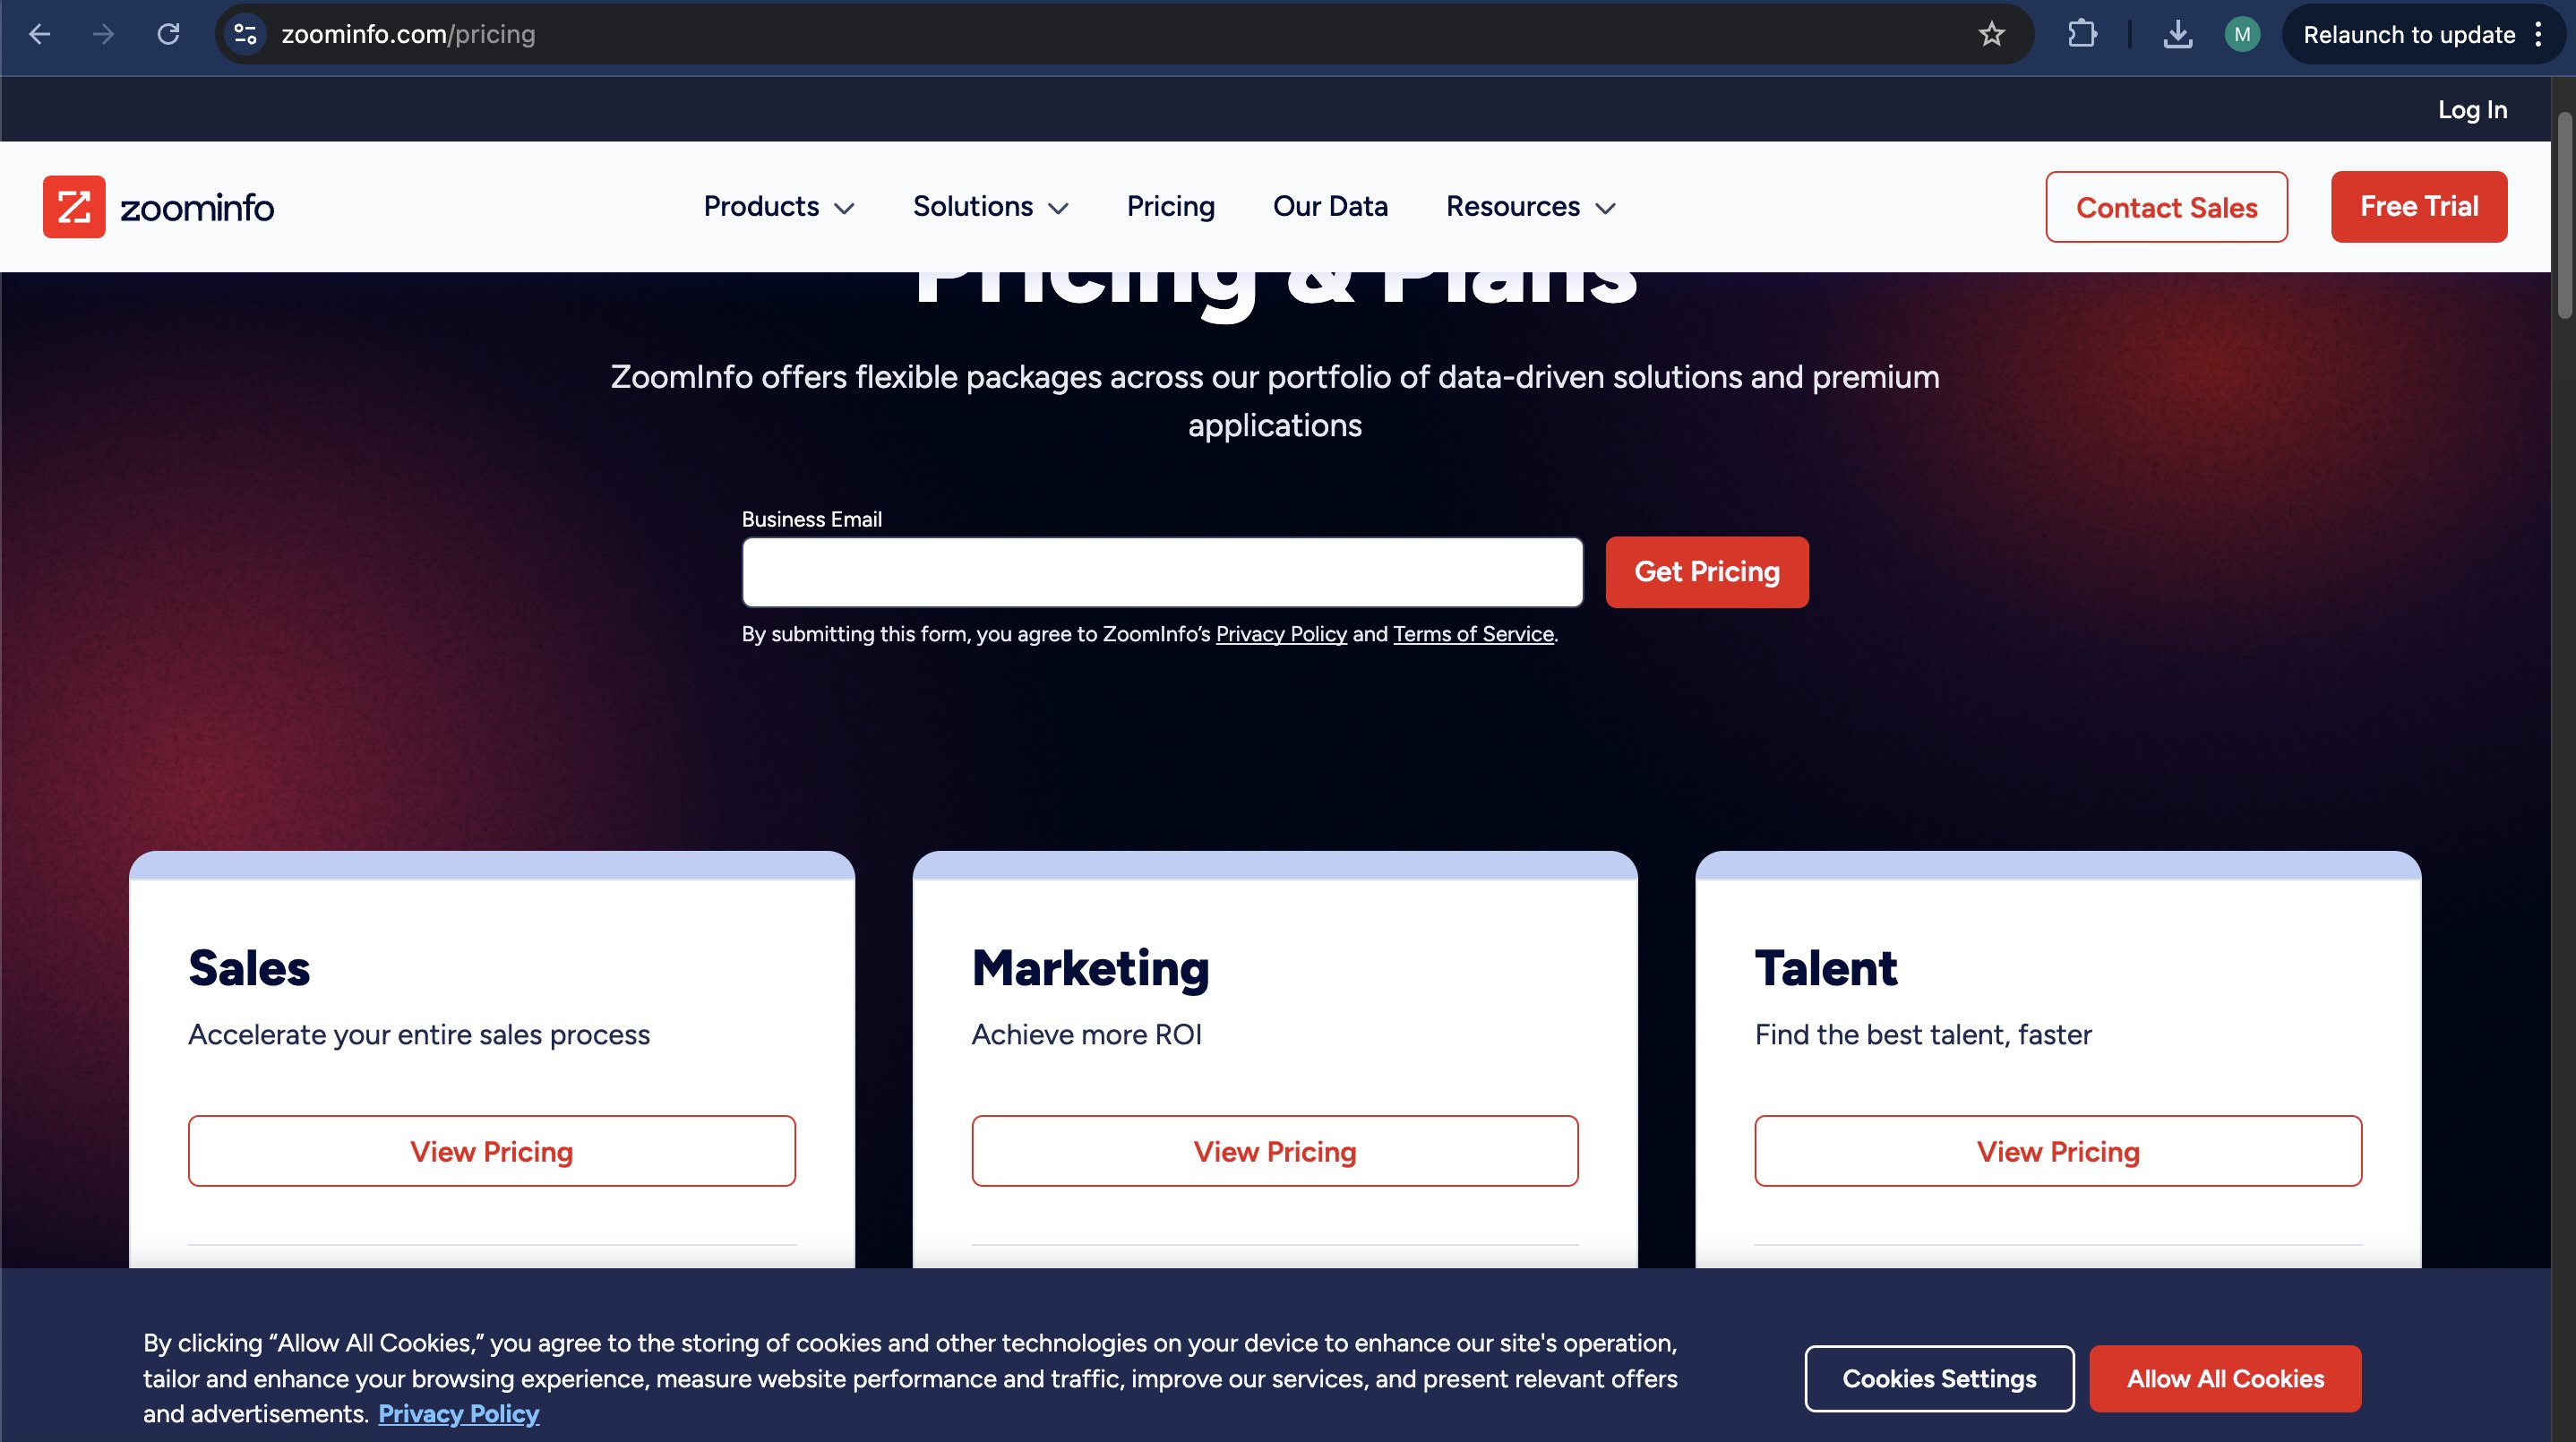 zoominfo.com/pricing
M
Relaunch to update
Log In
zoominfo
Products
Solutions
Pricing
Our Data
Resources
Contact Sales
Free Trial
Pricing & Plans
ZoomInfo offers flexible packages across our portfolio of data-driven solutions and premium
applications
Business Email
Get Pricing
By submitting this form, you agree to ZoomInfo’s Privacy Policy and Terms of Service.
Sales
Accelerate your entire sales process
View Pricing
Marketing
Achieve more ROI
View Pricing
Talent
Find the best talent, faster
View Pricing
By clicking “Allow All Cookies,” you agree to the storing of cookies and other technologies on your device to enhance our site's operation,
tailor and enhance your browsing experience, measure website performance and traffic, improve our services, and present relevant offers
and advertisements. Privacy Policy
Cookies Settings
Allow All Cookies